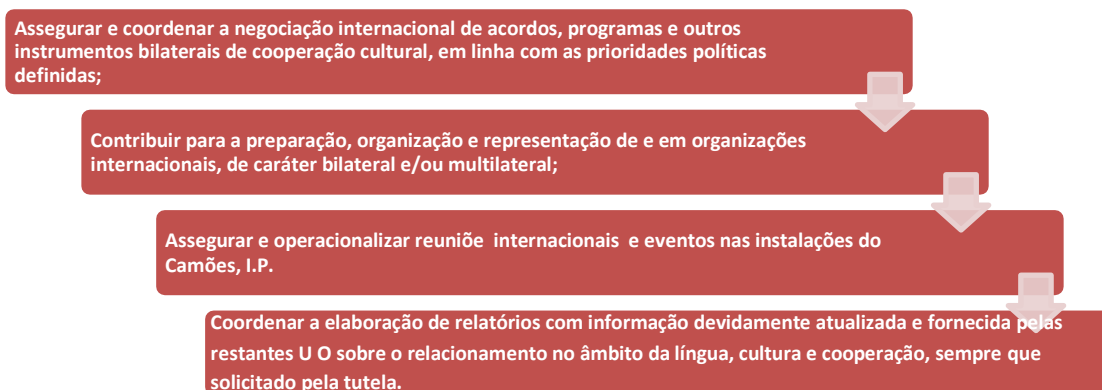 Assegurar e coordenar a negociação internacional de acordos, programas e outros
instrumentos bilaterais de cooperação cultural, em linha com as prioridades políticas
definidas;
Contribuir para a preparação, organização e representação de e em organizações
internacionais, de caráter bilateral e/ou multilateral;
Assegurar e operacionalizar reuniõe internacionais e eventos nas instalações do
Camões, I.P.
Coordenar a elaboração de relatórios com informação devidamente atualizada e fornecida pelas
restantes U O sobre o relacionamento no âmbito da língua, cultura e cooperação, sempre que
solicitado pela tutela.